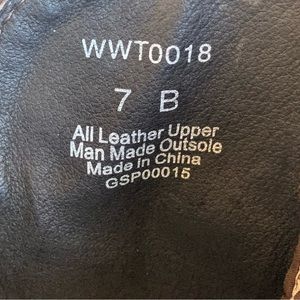 WWT0018
7 B
All Leather Upper
Man Made Outsole
Made In China
GSP00015